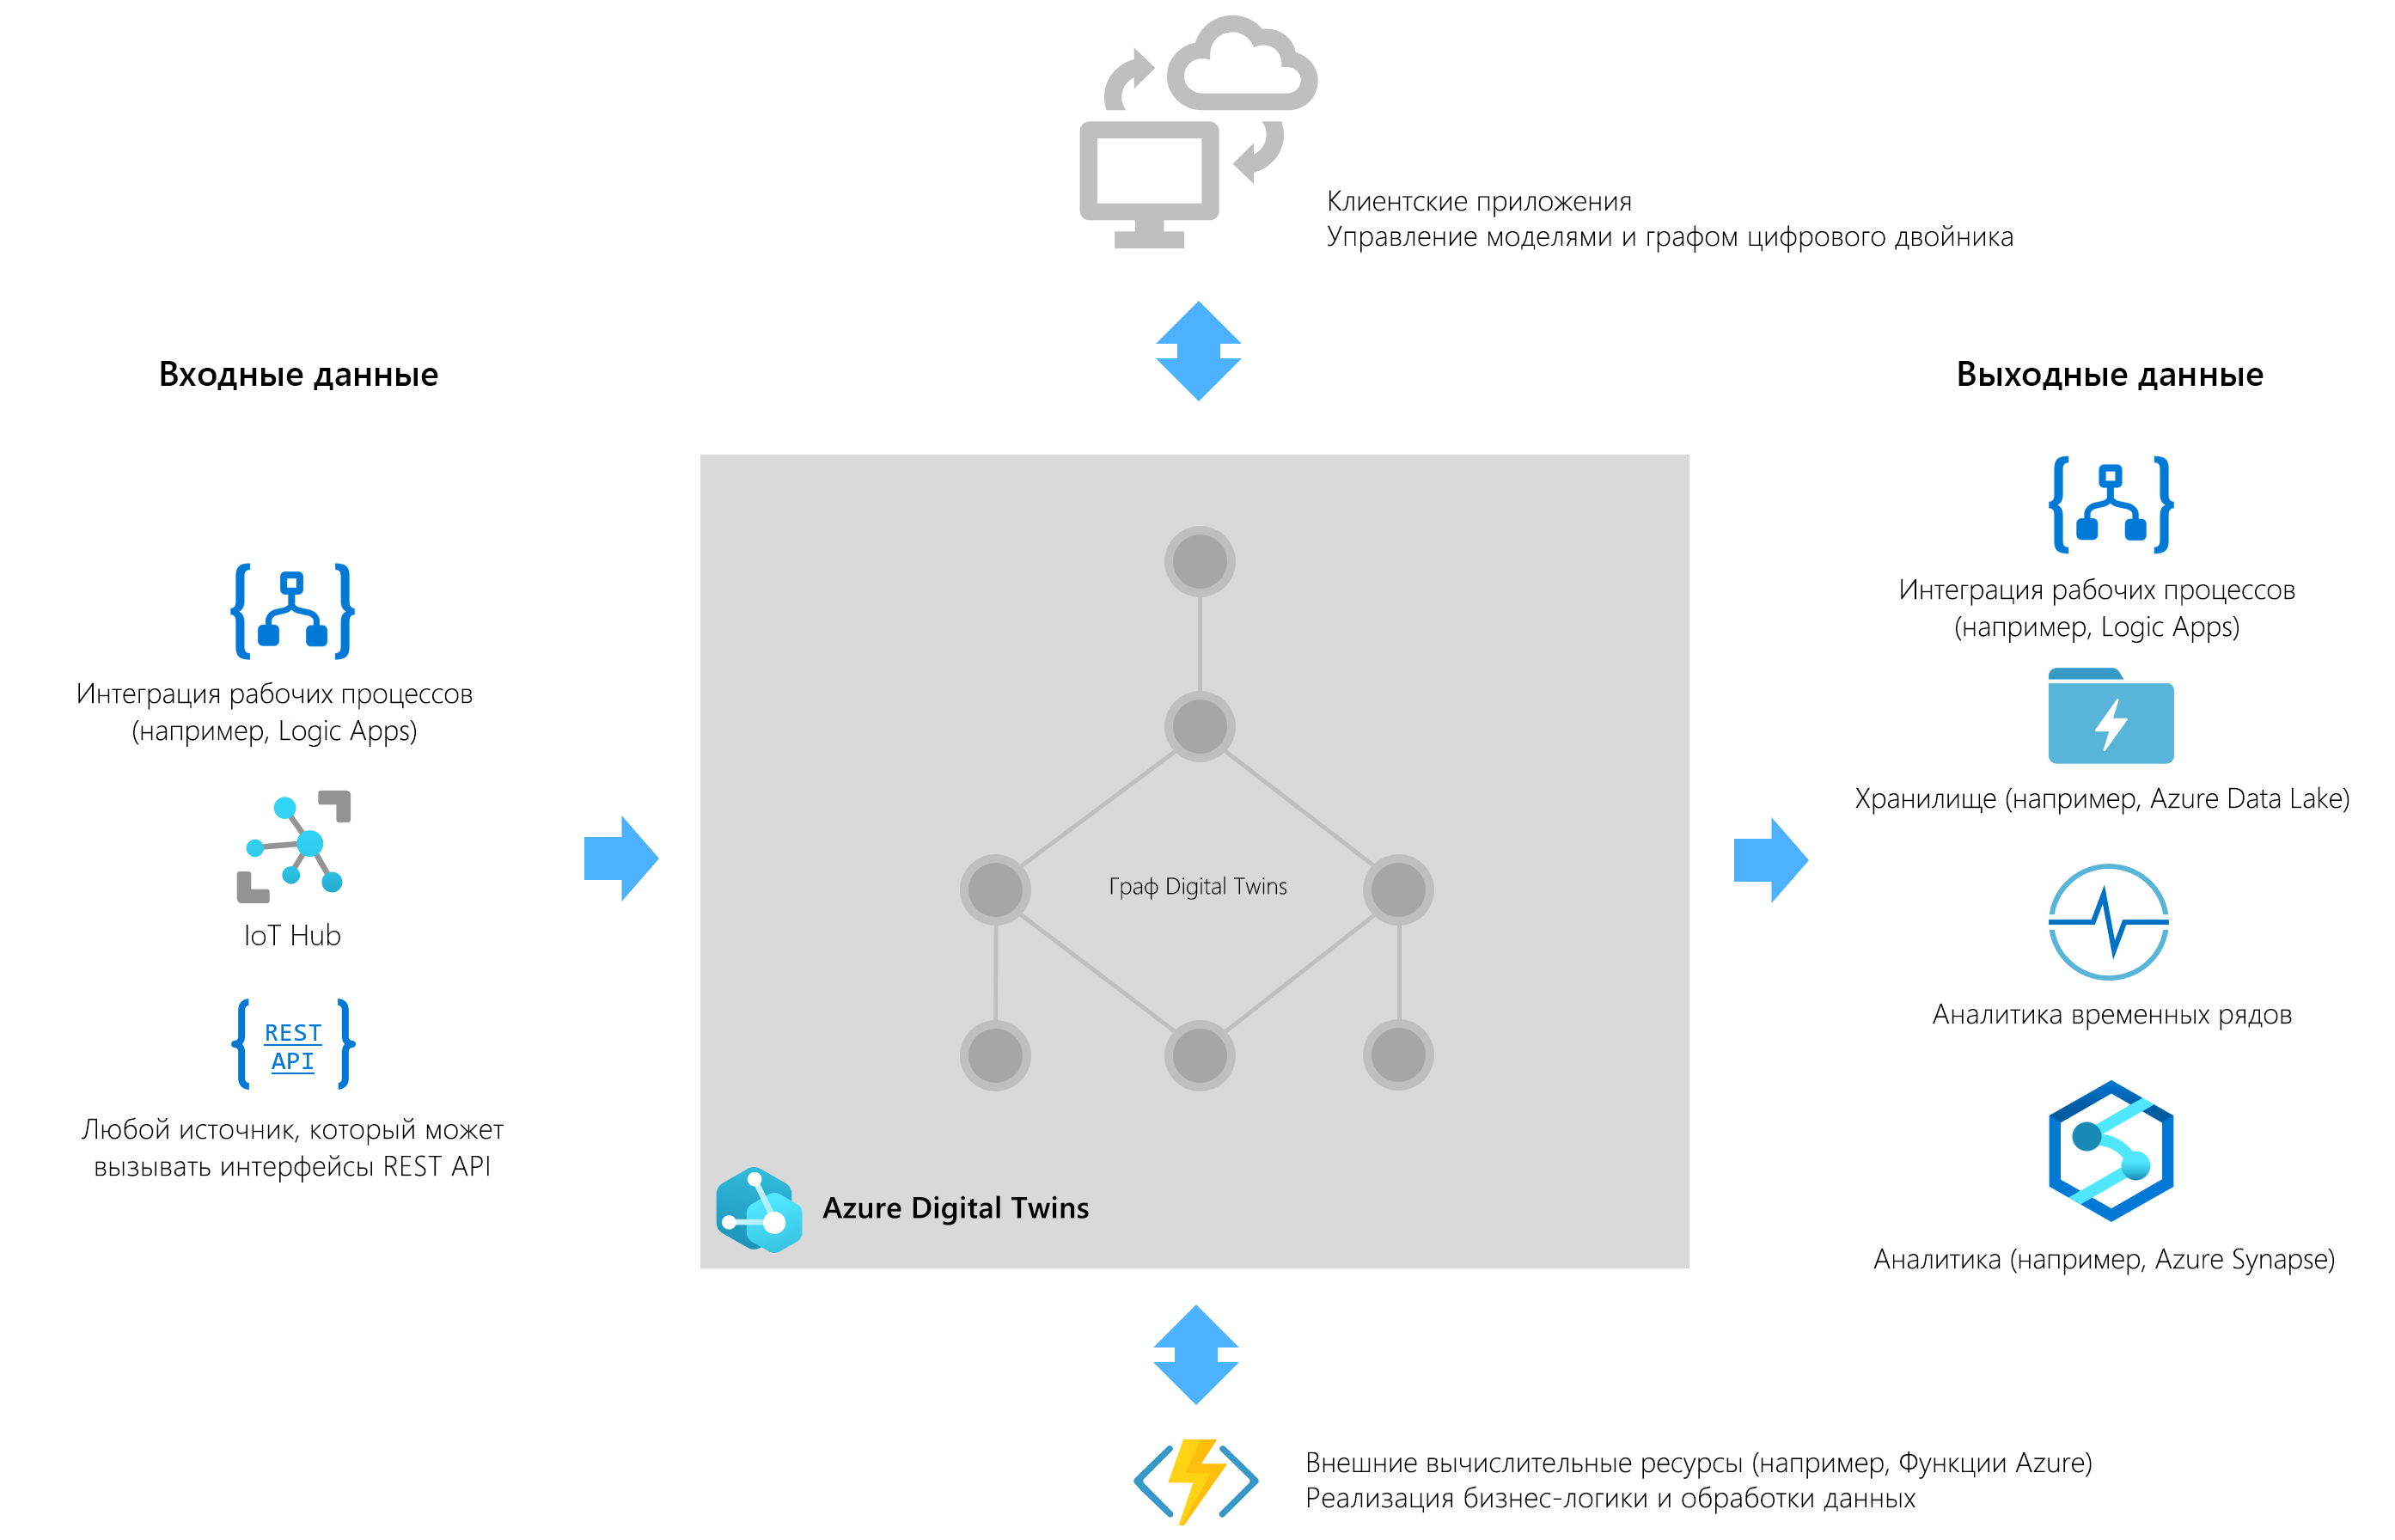 Клиентские приложения
Управление моделями и графом цифрового двойника
Входные данные
Интеграция рабочих процессов
(например, Logic Apps)
IoT Hub
REST
API
Любой источник, который может
вызывать интерфейсы REST API
Граф Digital Twins
Azure Digital Twins
Выходные данные
Интеграция рабочих процессов
(например, Logic Apps)
Хранилище (например, Azure Data Lake)
Аналитика временных рядов
Аналитика (например, Azure Synapse)
Внешние вычислительные ресурсы (например, Функции Azure)
Реализация бизнес-логики и обработки данных